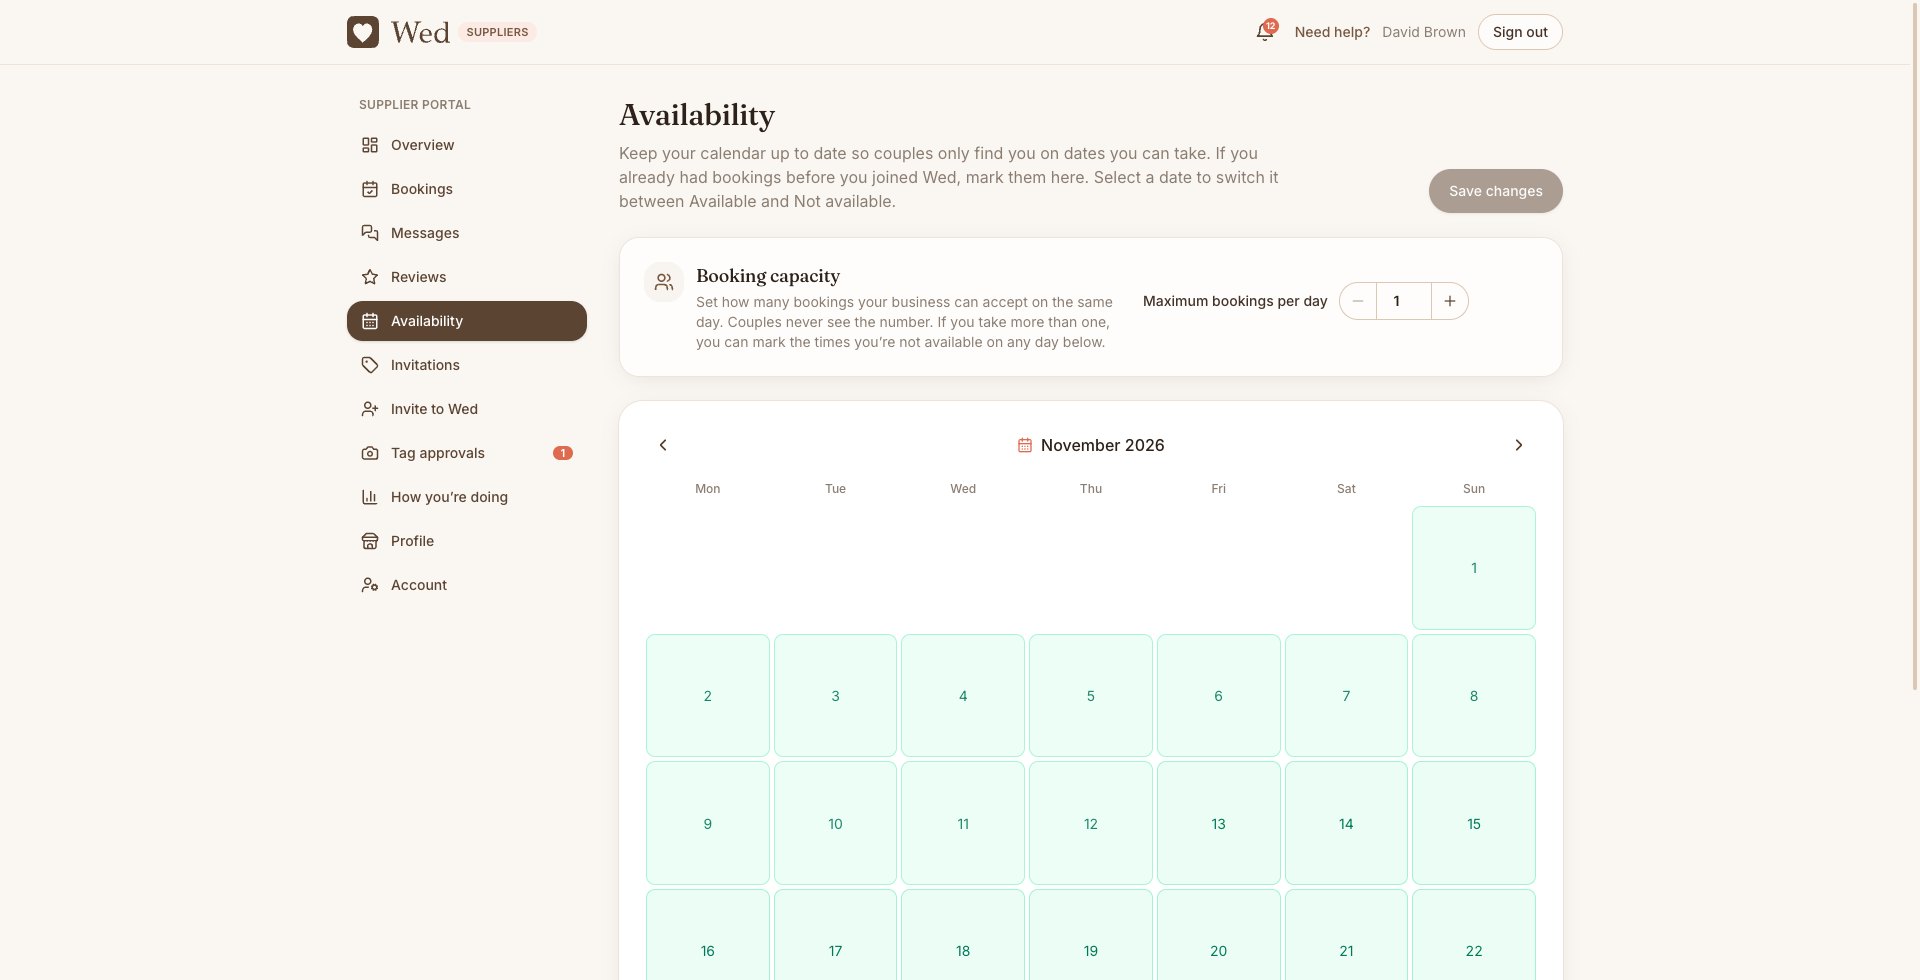 Wed SUPPLIERS
12
Need help? David Brown Sign out
SUPPLIER PORTAL
Overview
Bookings
Messages
Reviews
Availability
Invitations
Invite to Wed
Tag approvals 1
How you’re doing
Profile
Account
Availability
Keep your calendar up to date so couples only find you on dates you can take. If you
already had bookings before you joined Wed, mark them here. Select a date to switch it
between Available and Not available.
Save changes
Booking capacity
Set how many bookings your business can accept on the same
day. Couples never see the number. If you take more than one,
you can mark the times you’re not available on any day below.
Maximum bookings per day − 1 +
November 2026
Mon Tue Wed Thu Fri Sat Sun
1
2 3 4 5 6 7 8
9 10 11 12 13 14 15
16 17 18 19 20 21 22